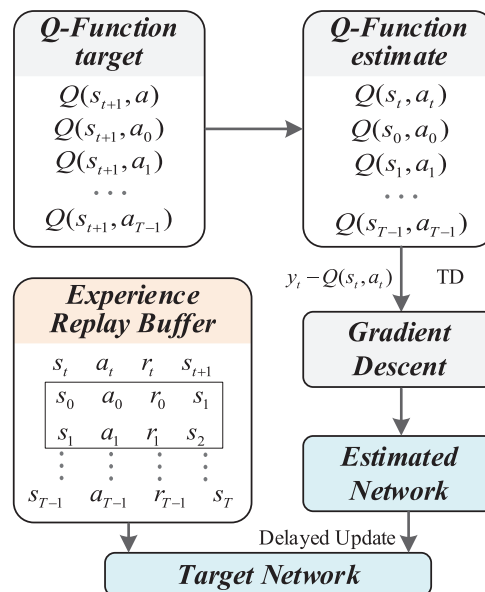 Q-Function
target
Q(s_{t+1}, a)
Q(s_{t+1}, a_0)
Q(s_{t+1}, a_1)
...
Q(s_{t+1}, a_{T-1})
Q-Function
estimate
Q(s_t, a_t)
Q(s_0, a_0)
Q(s_1, a_1)
...
Q(s_{T-1}, a_{T-1})
y_t - Q(s_t, a_t) TD
Gradient
Descent
Estimated
Network
Experience
Replay Buffer
s_t a_t r_t s_{t+1}
s_0 a_0 r_0 s_1
s_1 a_1 r_1 s_2
⋮ ⋮ ⋮ ⋮
s_{T-1} a_{T-1} r_{T-1} s_T
Delayed Update
Target Network